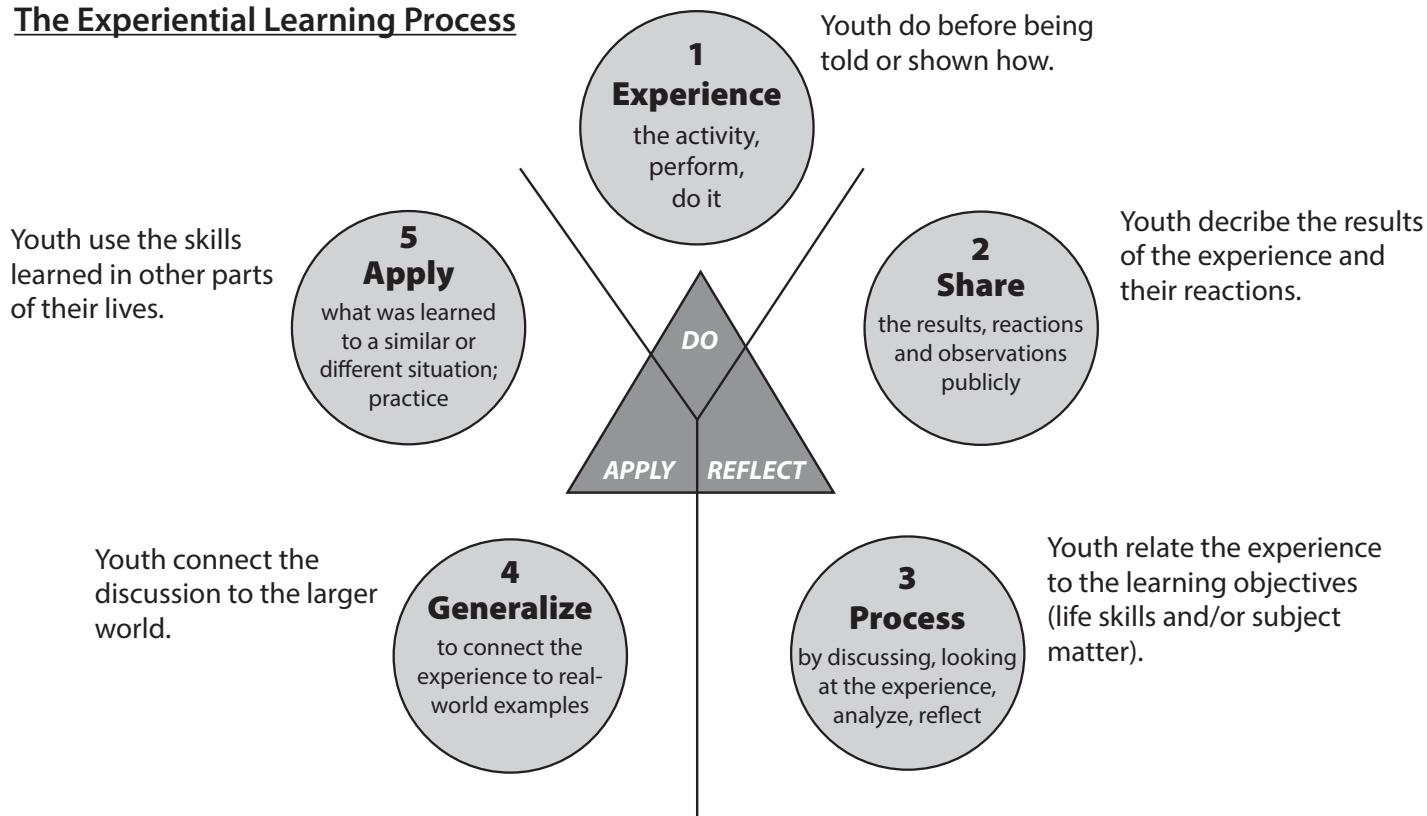 The Experiential Learning Process
1
Experience
the activity,
perform,
do it
Youth do before being
told or shown how.
2
Share
the results, reactions
and observations
publicly
Youth decribe the results
of the experience and
their reactions.
3
Process
by discussing, looking
at the experience,
analyze, reflect
Youth relate the experience
to the learning objectives
(life skills and/or subject
matter).
4
Generalize
to connect the
experience to real-
world examples
Youth connect the
discussion to the larger
world.
5
Apply
what was learned
to a similar or
different situation;
practice
Youth use the skills
learned in other parts
of their lives.
DO
APPLY
REFLECT